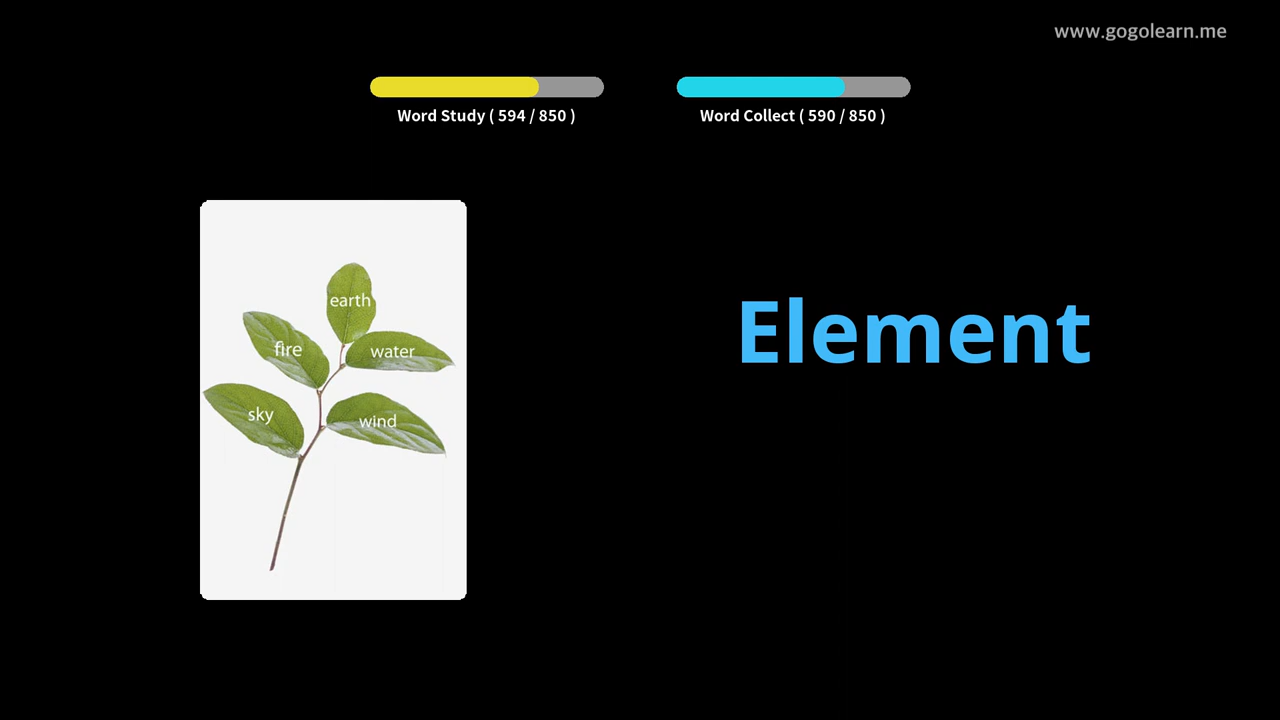 www.gogolearn.me
Word Study ( 594 / 850 )
Word Collect ( 590 / 850 )
earth
fire
water
sky
wind
Element